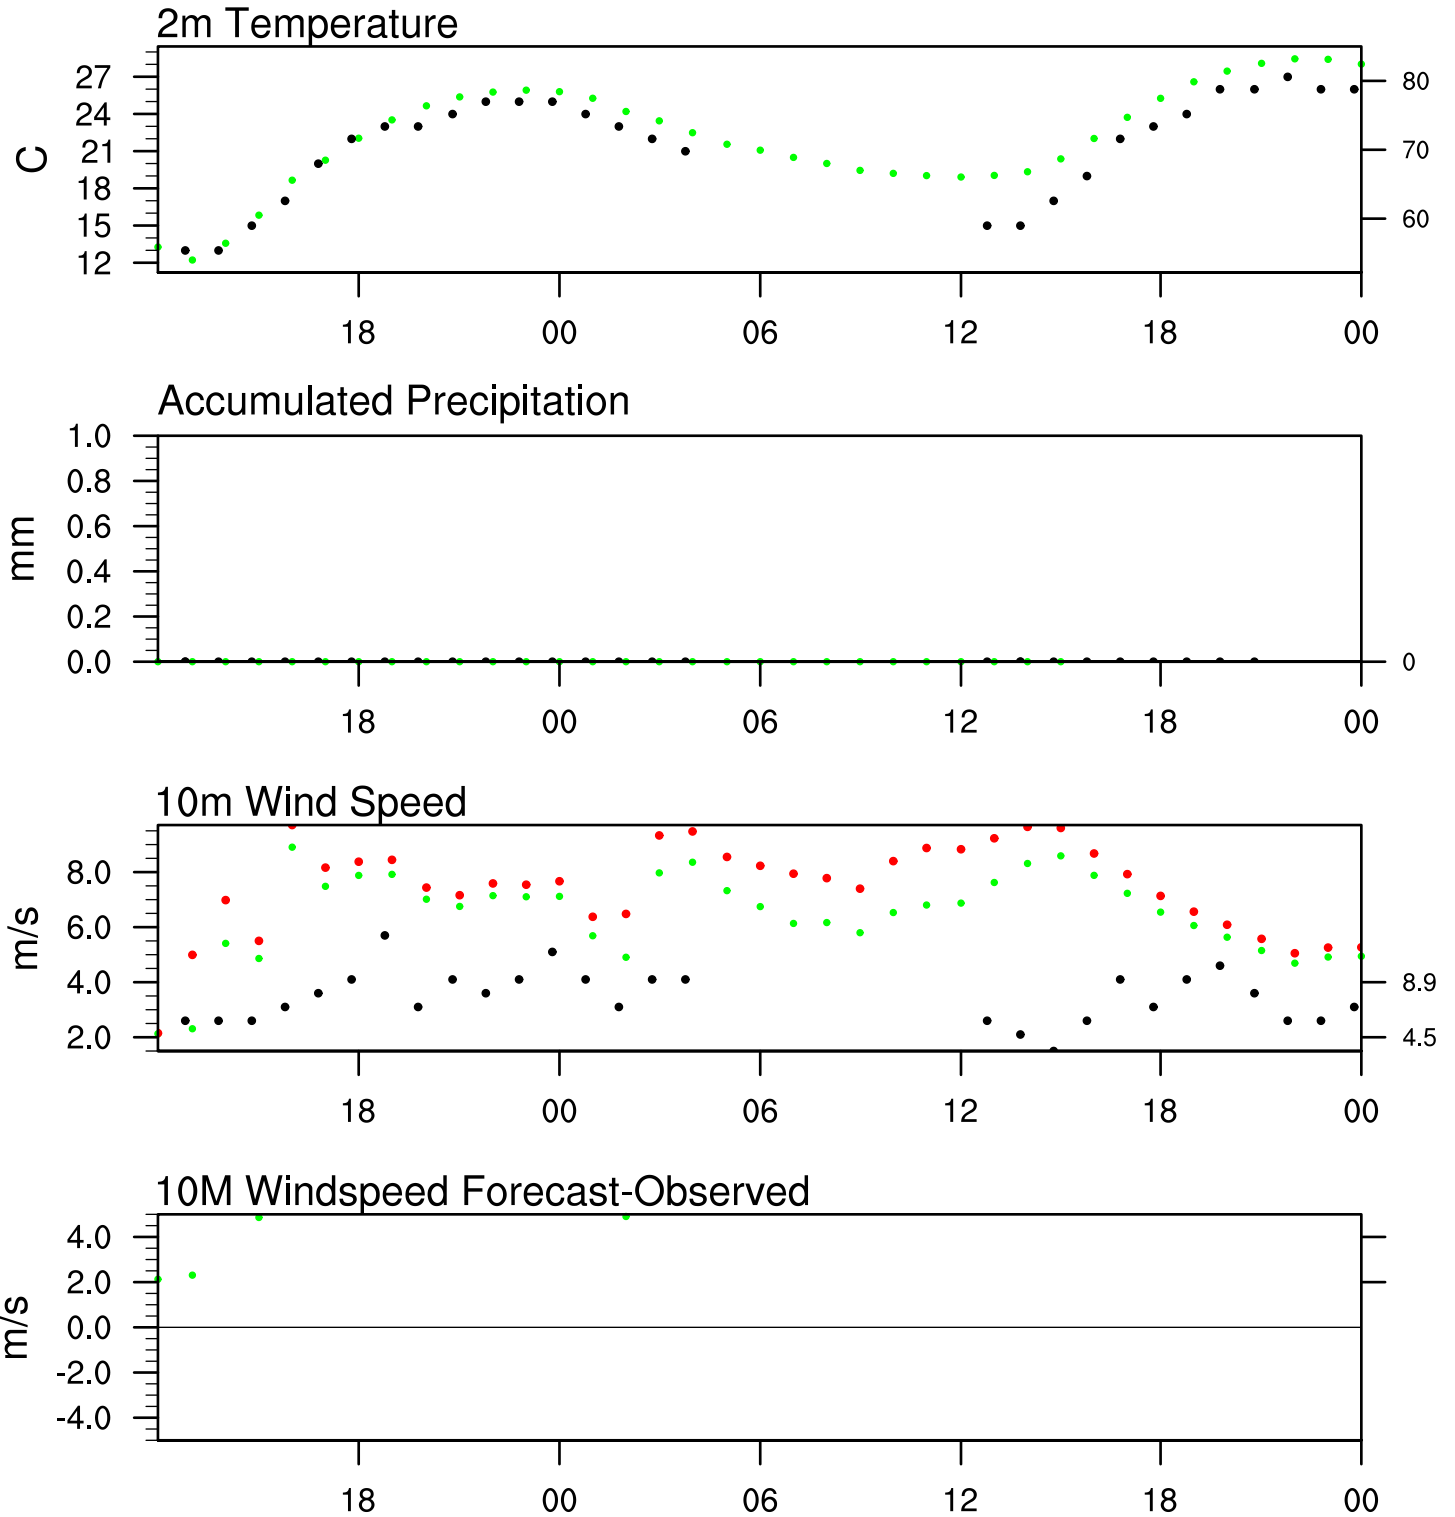 2m Temperature
27
24
21
18
15
12
C
80
70
60
18 00 06 12 18 00
Accumulated Precipitation
1.0
0.8
0.6
0.4
0.2
0.0
mm
0
18 00 06 12 18 00
10m Wind Speed
8.0
6.0
4.0
2.0
m/s
8.9
4.5
18 00 06 12 18 00
10M Windspeed Forecast-Observed
4.0
2.0
0.0
-2.0
-4.0
m/s
18 00 06 12 18 00